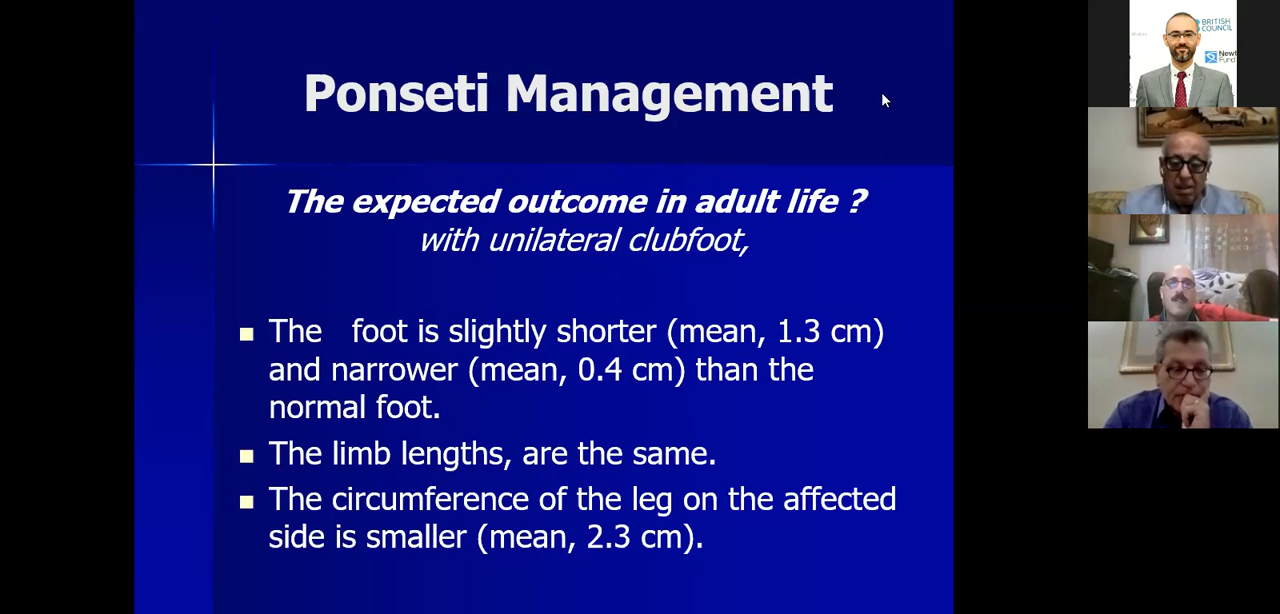 Ponseti Management
The expected outcome in adult life ?
with unilateral clubfoot,
The foot is slightly shorter (mean, 1.3 cm)
and narrower (mean, 0.4 cm) than the
normal foot.
The limb lengths, are the same.
The circumference of the leg on the affected
side is smaller (mean, 2.3 cm).
BRITISH
COUNCIL
Newt
Fund